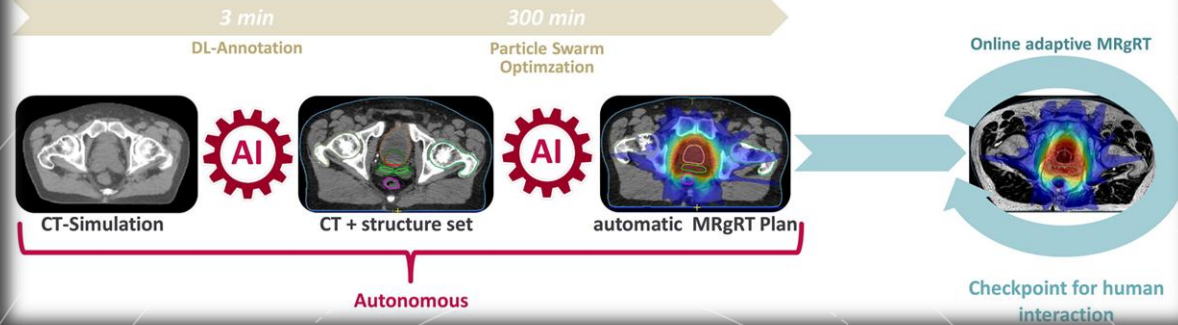 3 min
300 min
DL-Annotation
Particle Swarm
Optimzation
Online adaptive MRgRT
AI
AI
CT-Simulation
CT + structure set
automatic MRgRT Plan
Autonomous
Checkpoint for human
interaction